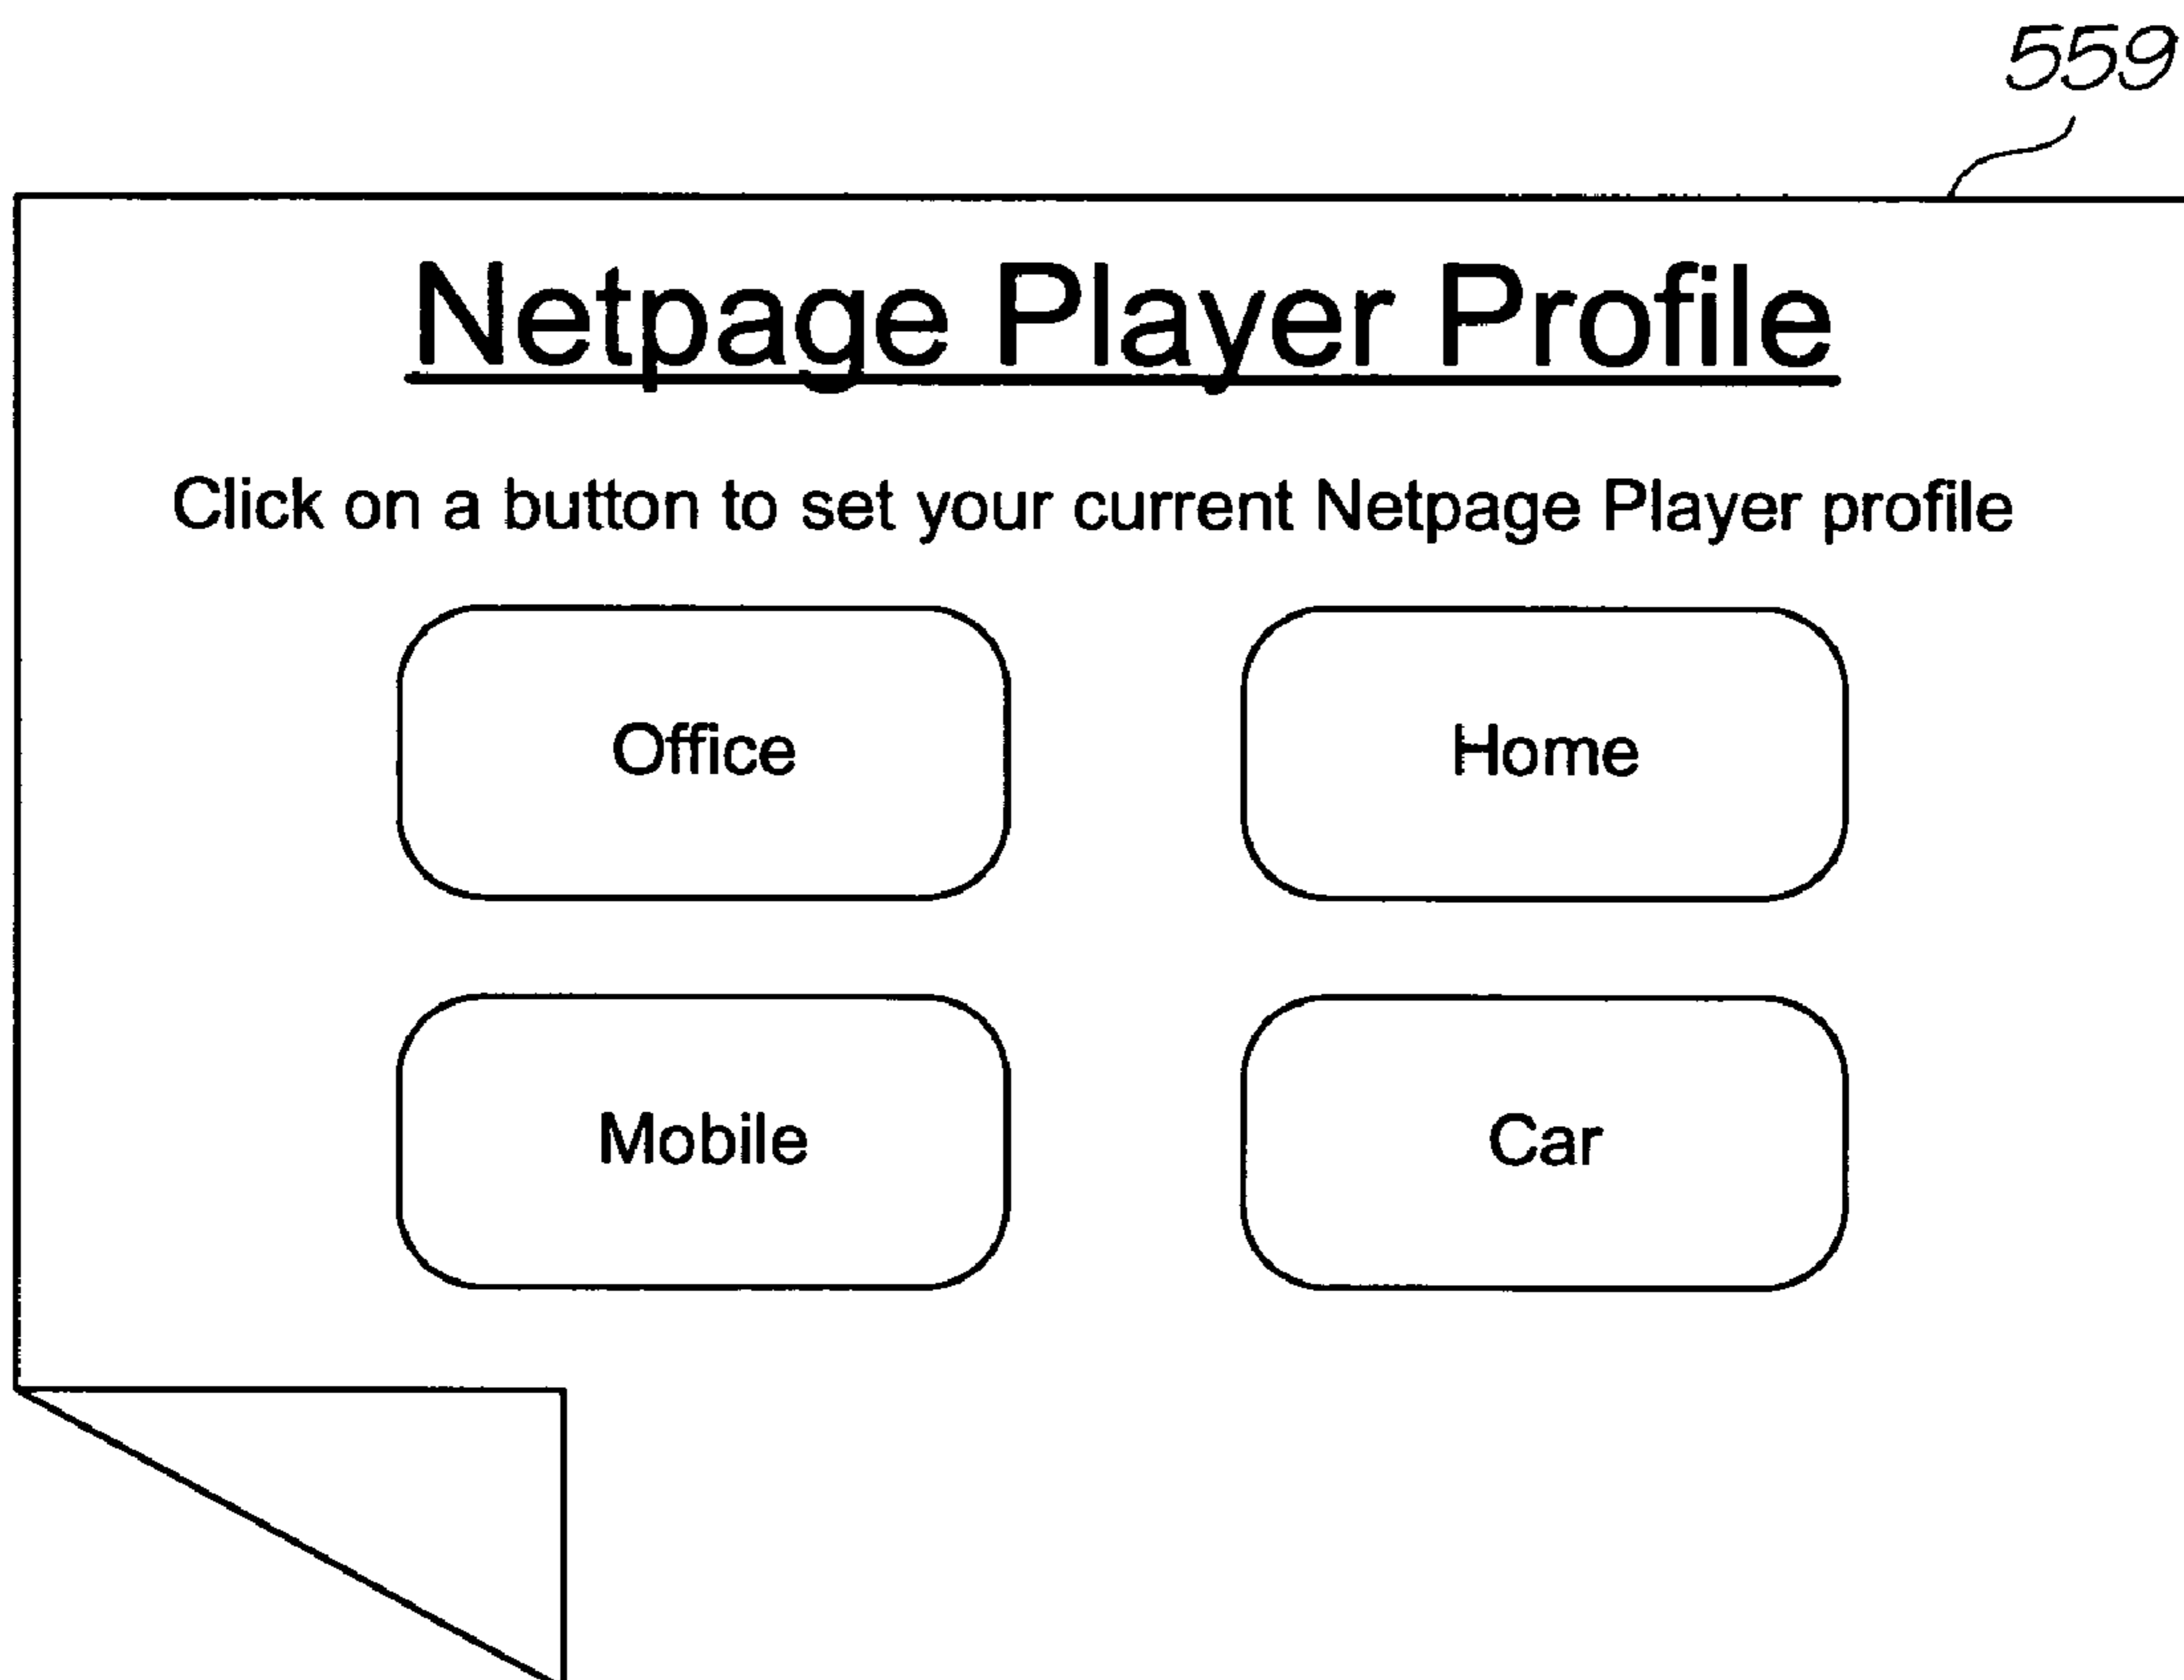 559
Netpage Player Profile
Click on a button to set your current Netpage Player profile
Office Home
Mobile Car